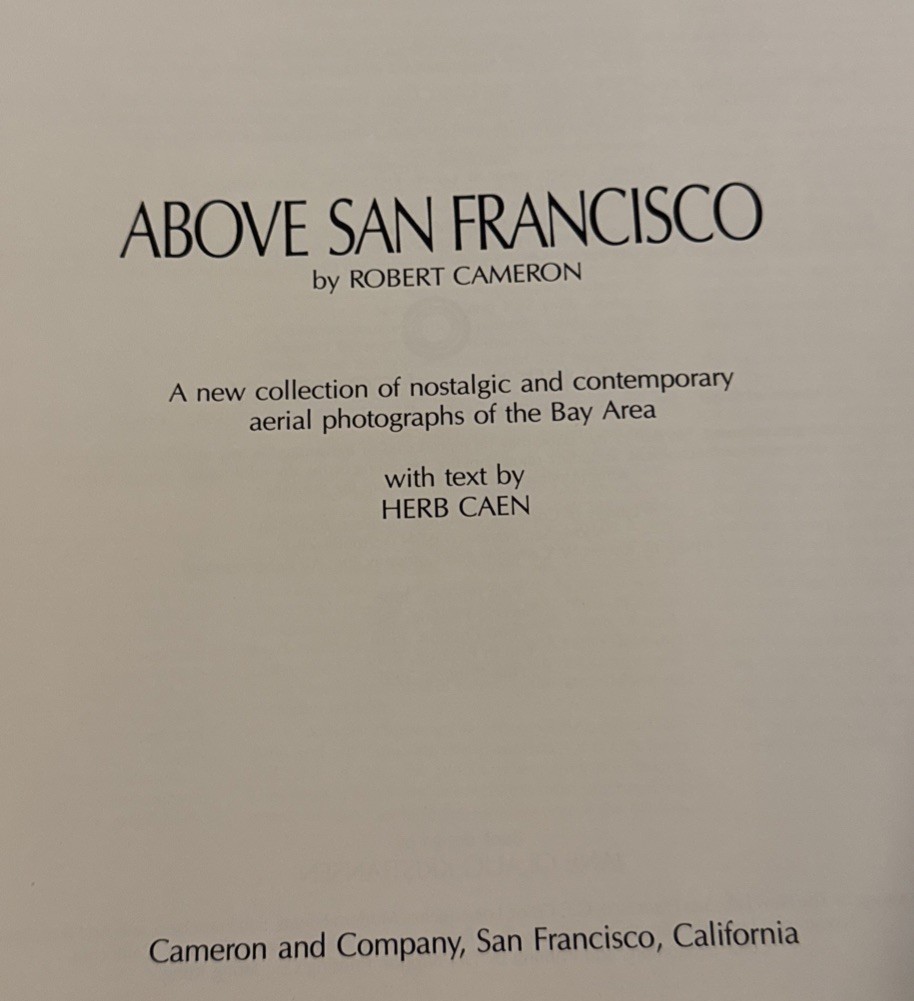 ABOVE SAN FRANCISCO
by ROBERT CAMERON
A new collection of nostalgic and contemporary
aerial photographs of the Bay Area
with text by
HERB CAEN
Cameron and Company, San Francisco, California